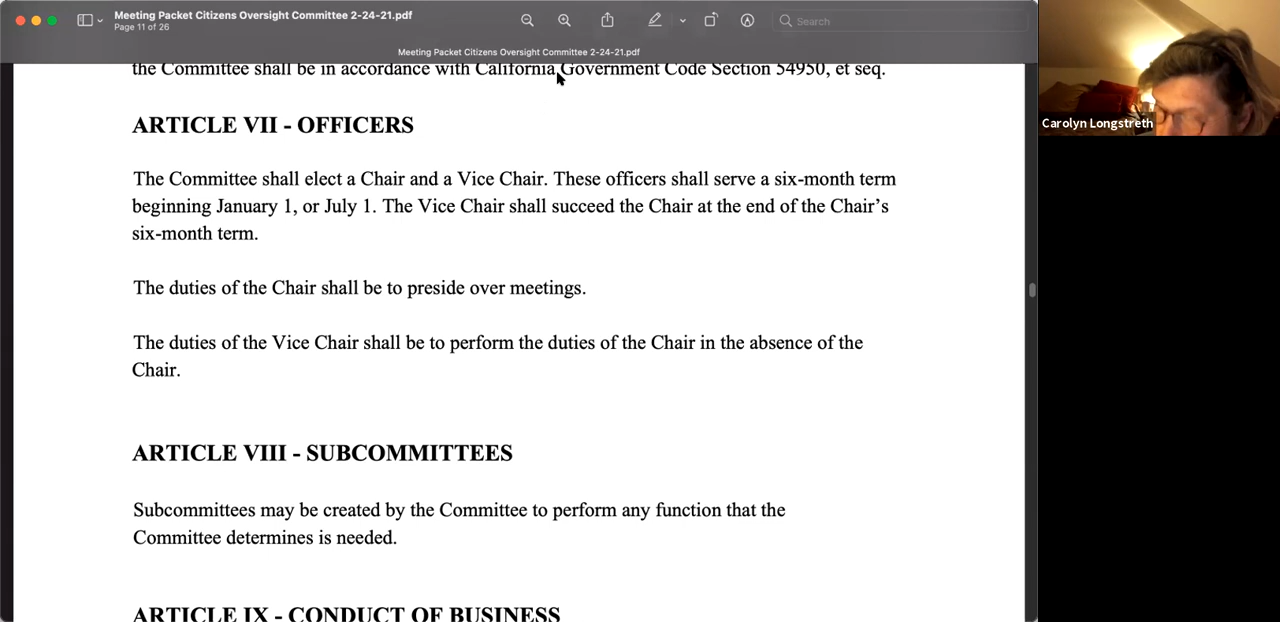 Meeting Packet Citizens Oversight Committee 2-24-21.pdf
Page 11 of 26
Search
Meeting Packet Citizens Oversight Committee 2-24-21.pdf
the Committee shall be in accordance with California Government Code Section 54950, et seq.
ARTICLE VII - OFFICERS
The Committee shall elect a Chair and a Vice Chair. These officers shall serve a six-month term
beginning January 1, or July 1. The Vice Chair shall succeed the Chair at the end of the Chair’s
six-month term.
The duties of the Chair shall be to preside over meetings.
The duties of the Vice Chair shall be to perform the duties of the Chair in the absence of the
Chair.
ARTICLE VIII - SUBCOMMITTEES
Subcommittees may be created by the Committee to perform any function that the
Committee determines is needed.
ARTICLE IX - CONDUCT OF BUSINESS
Carolyn Longstreth